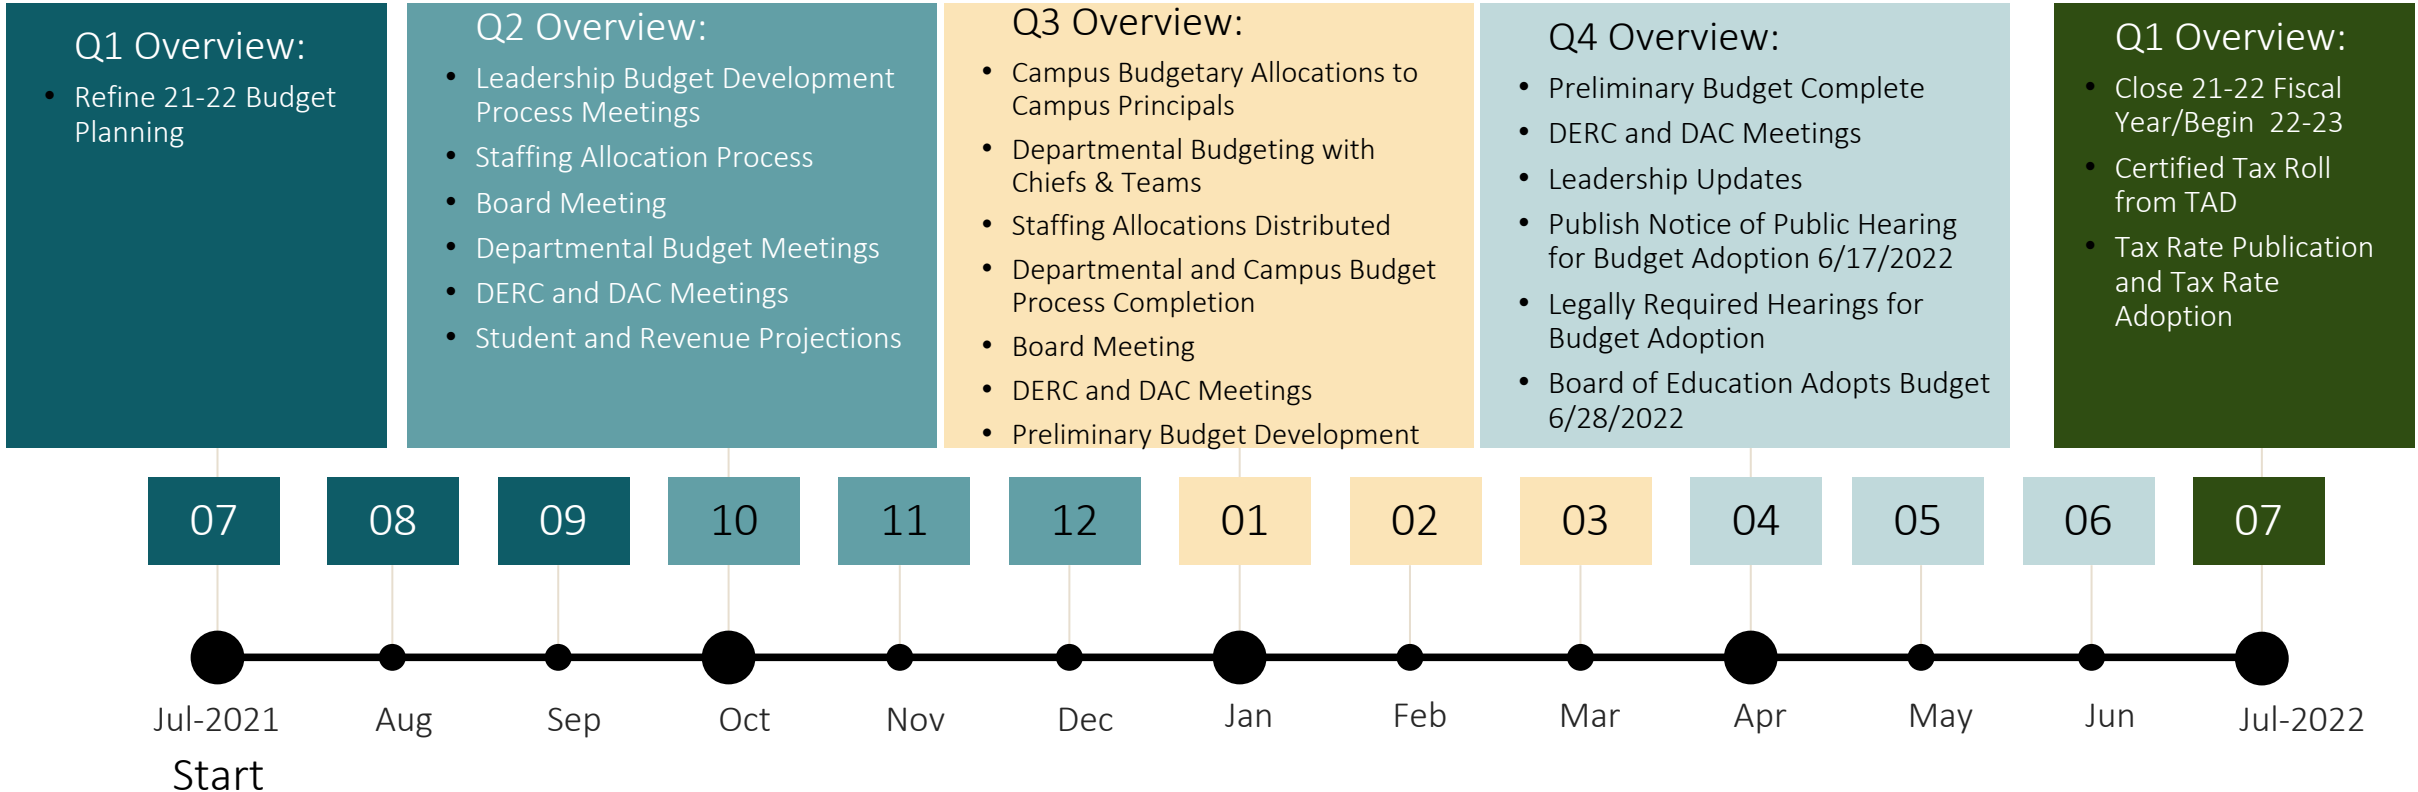 Q1 Overview:
• Refine 21-22 Budget
Planning
Q2 Overview:
• Leadership Budget Development
Process Meetings
• Staffing Allocation Process
• Board Meeting
• Departmental Budget Meetings
• DERC and DAC Meetings
• Student and Revenue Projections
Q3 Overview:
• Campus Budgetary Allocations to
Campus Principals
• Departmental Budgeting with
Chiefs & Teams
• Staffing Allocations Distributed
• Departmental and Campus Budget
Process Completion
• Board Meeting
• DERC and DAC Meetings
• Preliminary Budget Development
Q4 Overview:
• Preliminary Budget Complete
• DERC and DAC Meetings
• Leadership Updates
• Publish Notice of Public Hearing
for Budget Adoption 6/17/2022
• Legally Required Hearings for
Budget Adoption
• Board of Education Adopts Budget
6/28/2022
Q1 Overview:
• Close 21-22 Fiscal
Year/Begin 22-23
• Certified Tax Roll
from TAD
• Tax Rate Publication
and Tax Rate
Adoption
07 08 09 10 11 12 01 02 03 04 05 06 07
Jul-2021 Aug Sep Oct Nov Dec Jan Feb Mar Apr May Jun Jul-2022
Start